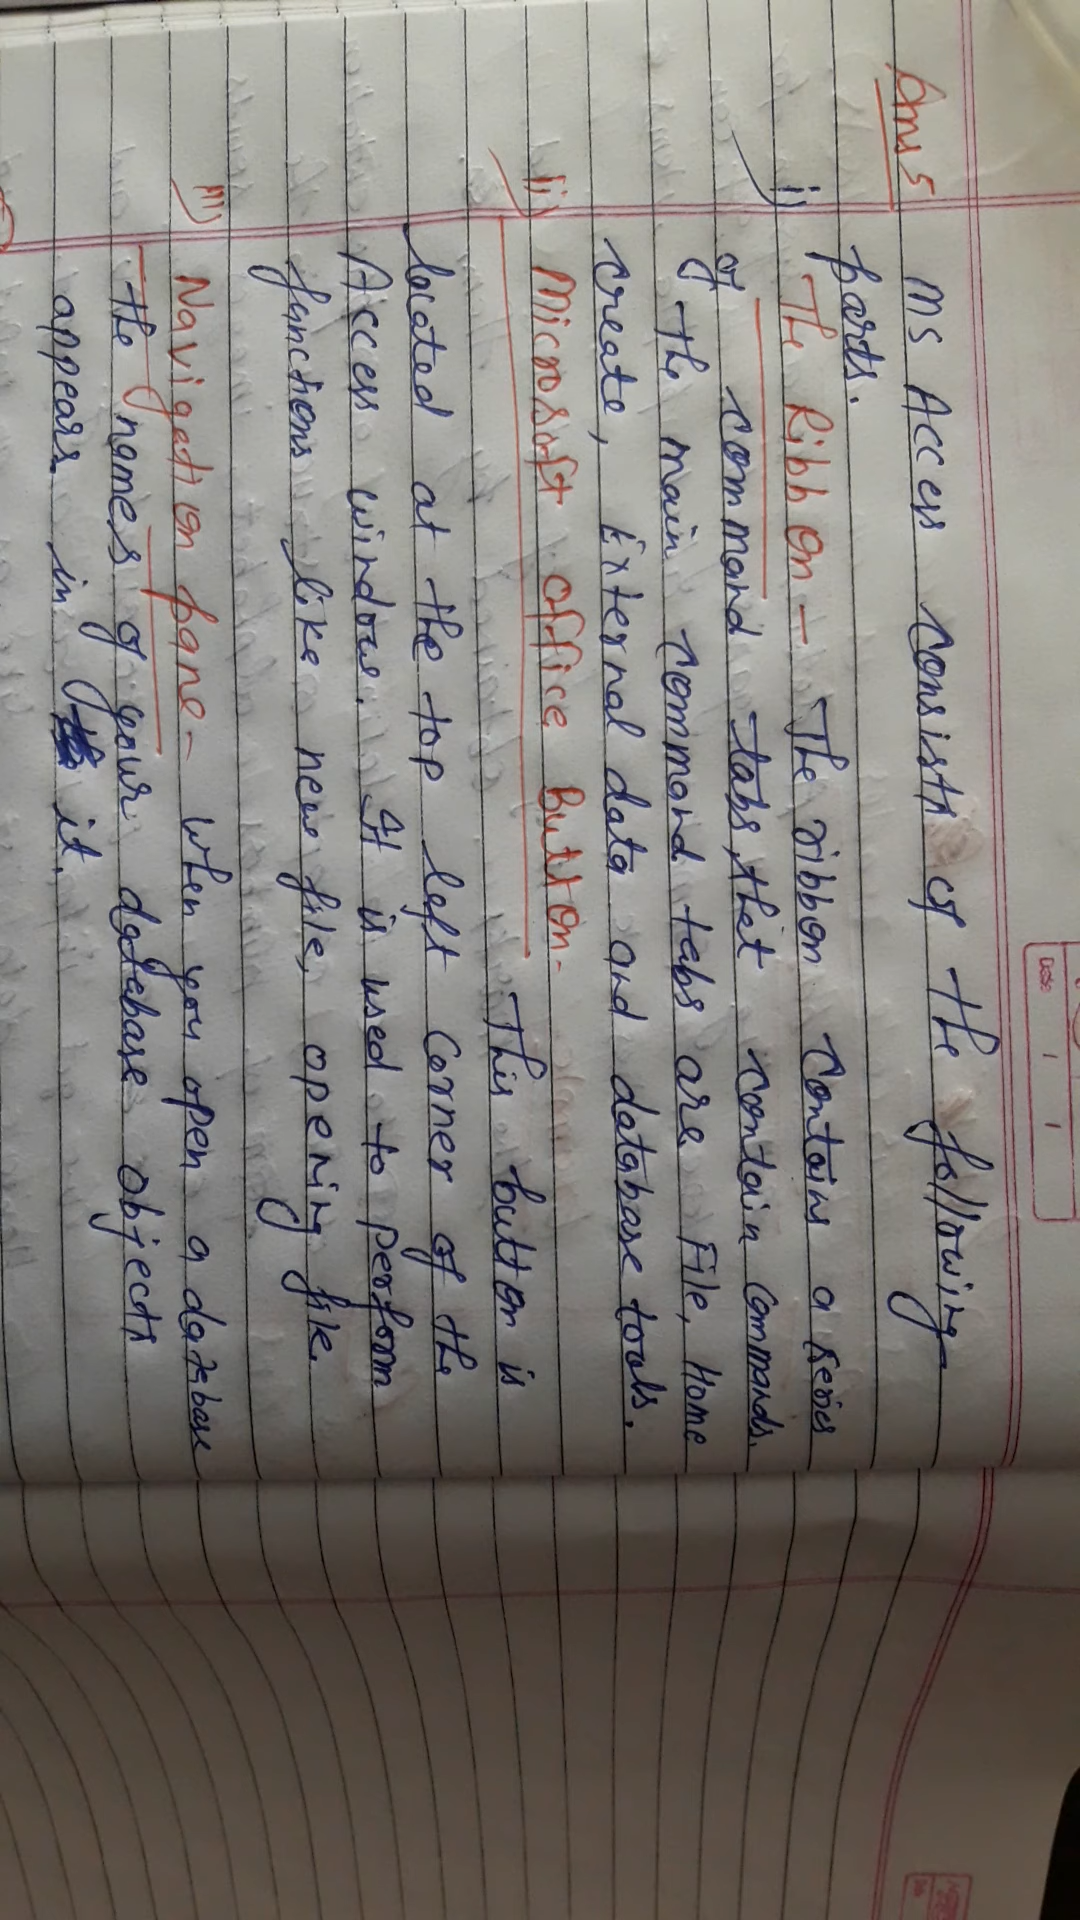 Ans 5
MS Access consists of the following
parts.
i) The Ribbon - The ribbon contains a series
of command tabs, that contain commands.
of the main command tabs are File, Home
create, External data and database tools.
ii) Microsoft office Button -
This button is
located at the top left corner of the
Access window. It is used to perform
functions like new file, opening file.
iii) Navigation pane - when you open a database
the names of your database objects
appears in it.
Date